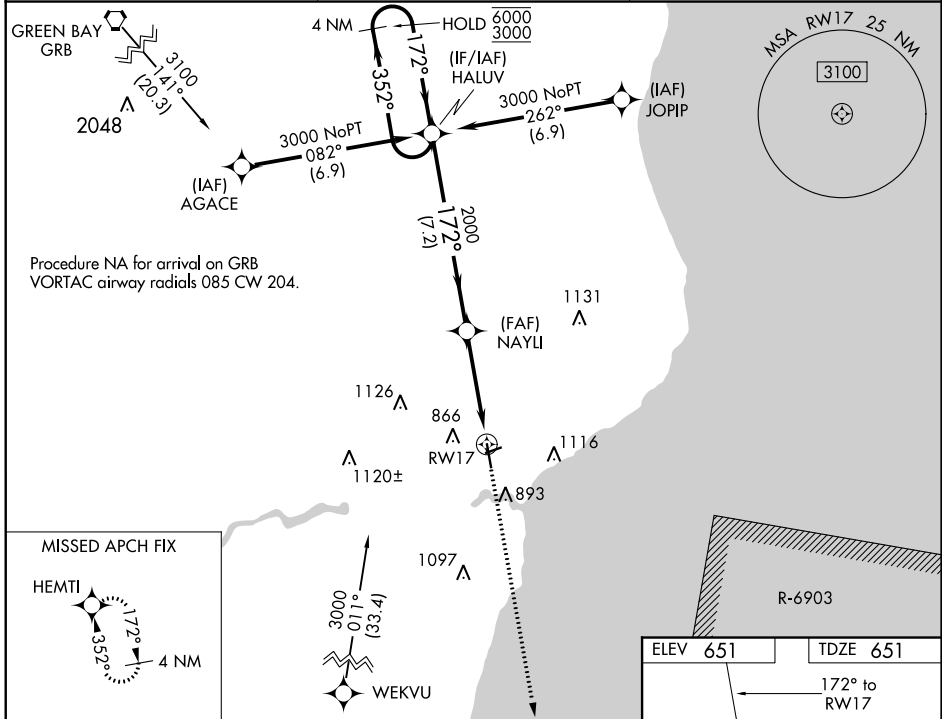 GREEN BAY
GRB
3100
141°
(20.3)
2048
4 NM
HOLD 6000
3000
172°
352°
(IF/IAF)
HALUV
3000 NoPT
262°
(6.9)
(IAF)
JOPIP
MSA RW17 25 NM
3100
3000 NoPT
082°
(6.9)
(IAF)
AGACE
2000
172°
(7.2)
Procedure NA for arrival on GRB
VORTAC airway radials 085 CW 204.
1131
(FAF)
NAYLI
1126
866
RW17
1116
1120±
893
MISSED APCH FIX
HEMTI
172°
352°
4 NM
1097
3000
011°
(33.4)
WEKVU
R-6903
ELEV 651
TDZE 651
172° to
RW17